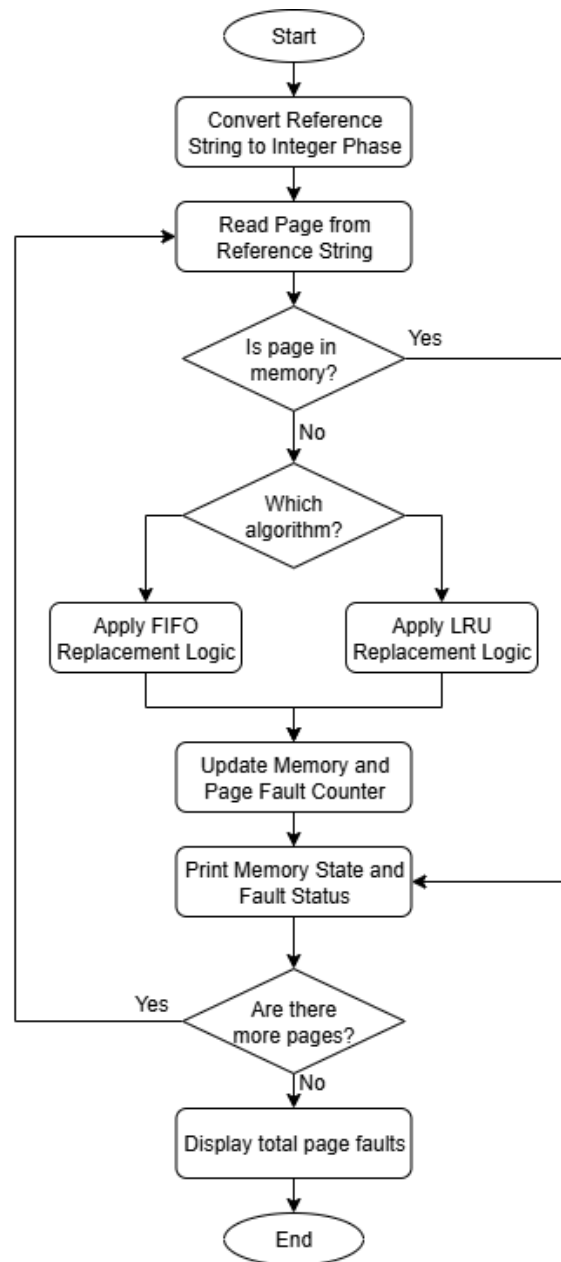 Start
Convert Reference
String to Integer Phase
Read Page from
Reference String
Is page in
memory?
Yes
No
Which
algorithm?
Apply FIFO
Replacement Logic
Apply LRU
Replacement Logic
Update Memory and
Page Fault Counter
Print Memory State and
Fault Status
Yes
Are there
more pages?
No
Display total page faults
End